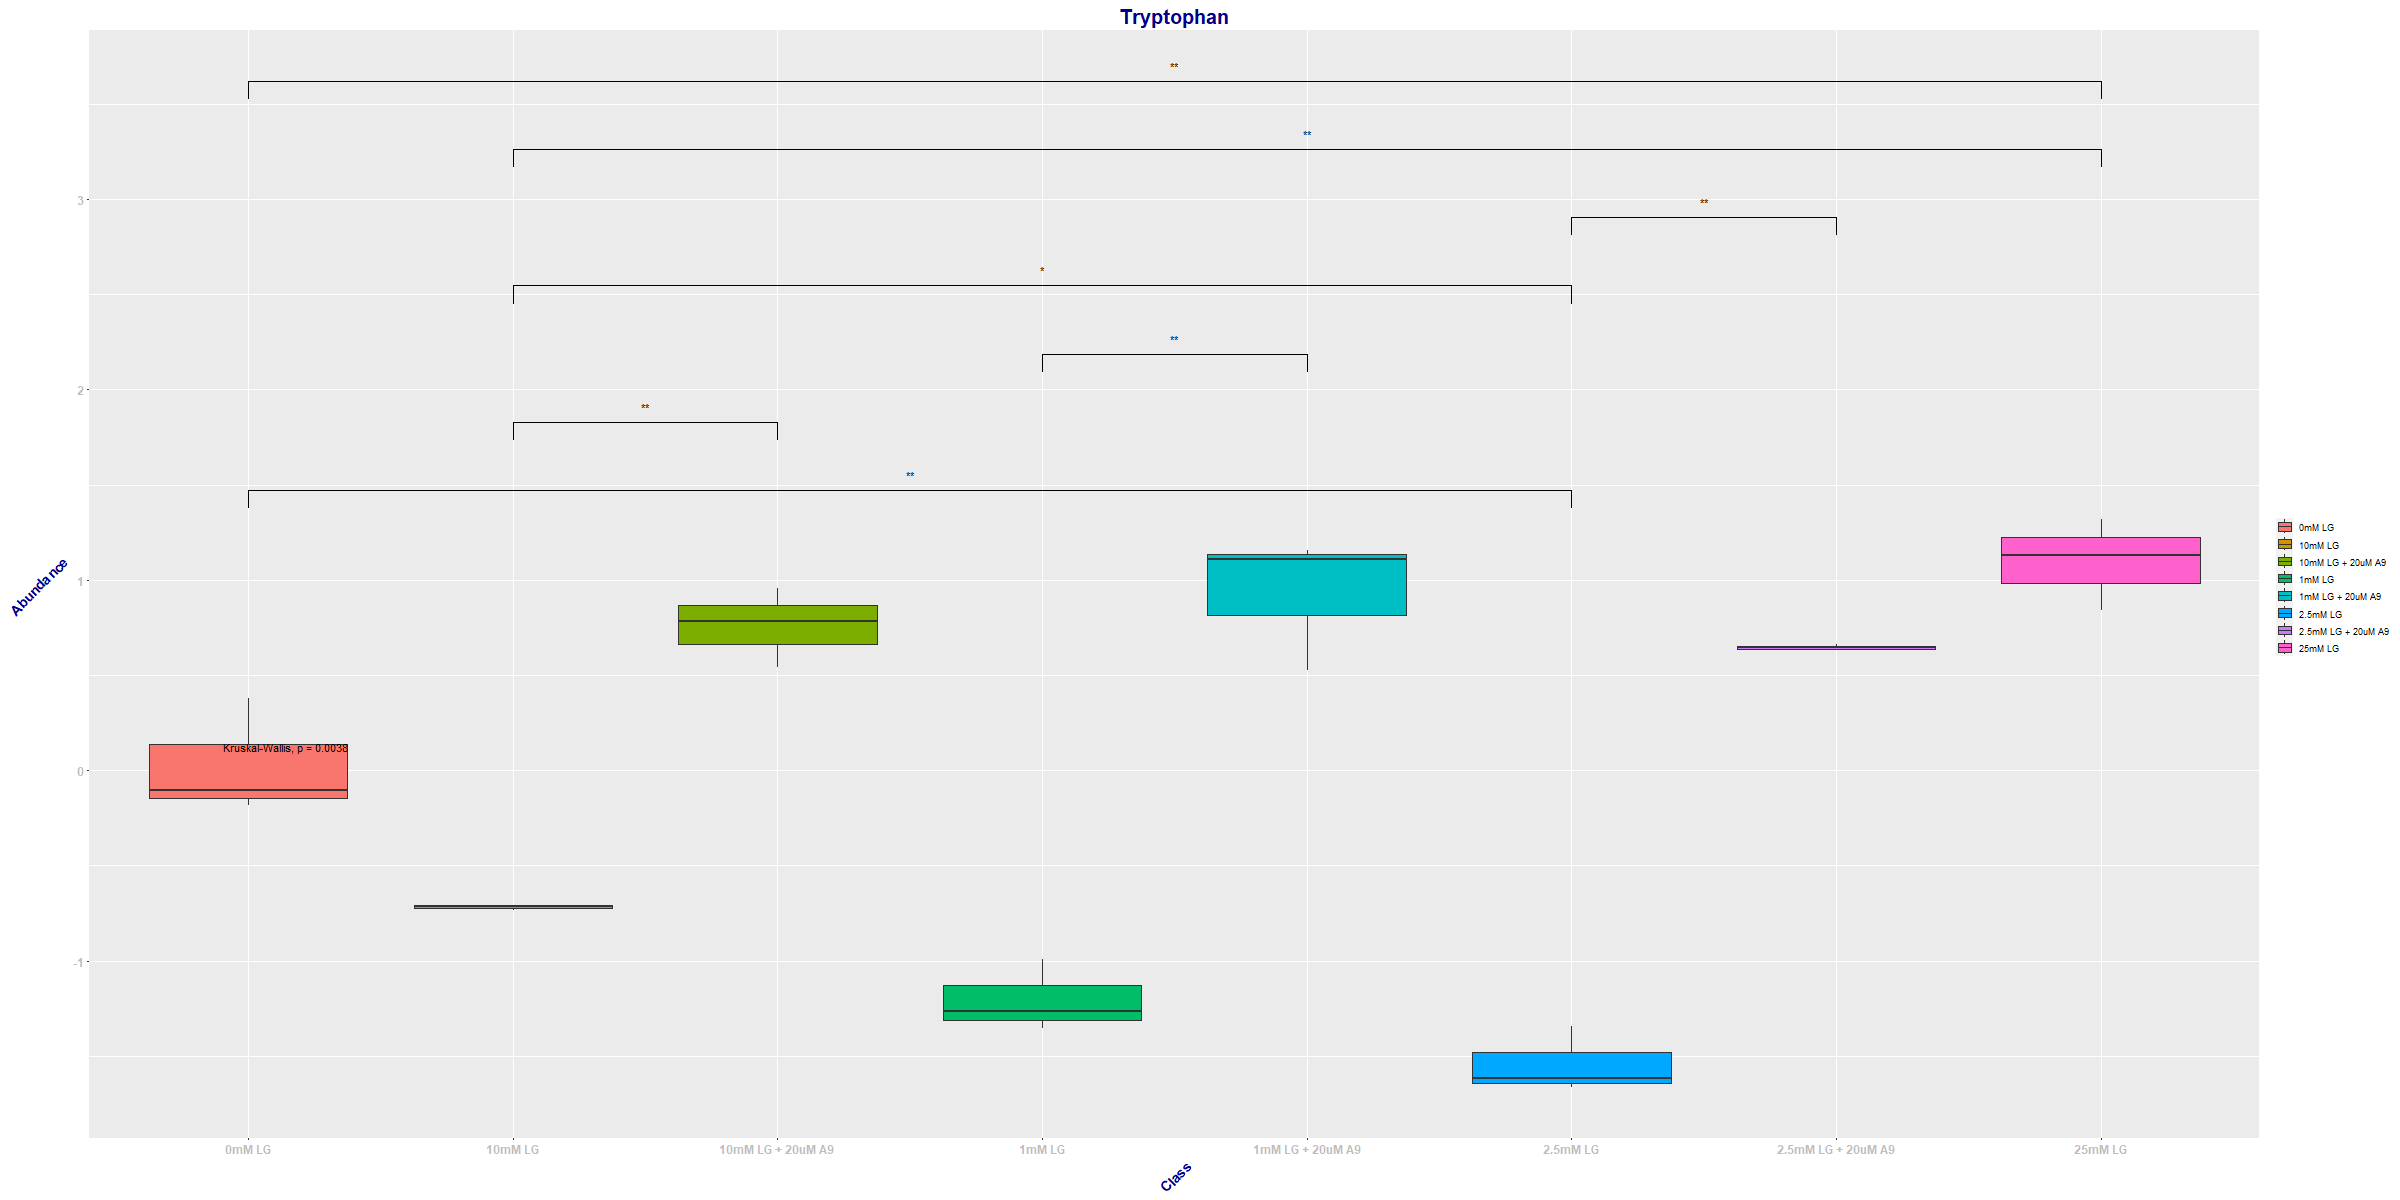 Tryptophan
**
**
**
*
**
**
**
3
2
1
0
-1
Abundance
Kruskal-Wallis, p = 0.0038
0mM LG
10mM LG
10mM LG + 20uM A9
1mM LG
1mM LG + 20uM A9
2.5mM LG
2.5mM LG + 20uM A9
25mM LG
Class
0mM LG
10mM LG
10mM LG + 20uM A9
1mM LG
1mM LG + 20uM A9
2.5mM LG
2.5mM LG + 20uM A9
25mM LG